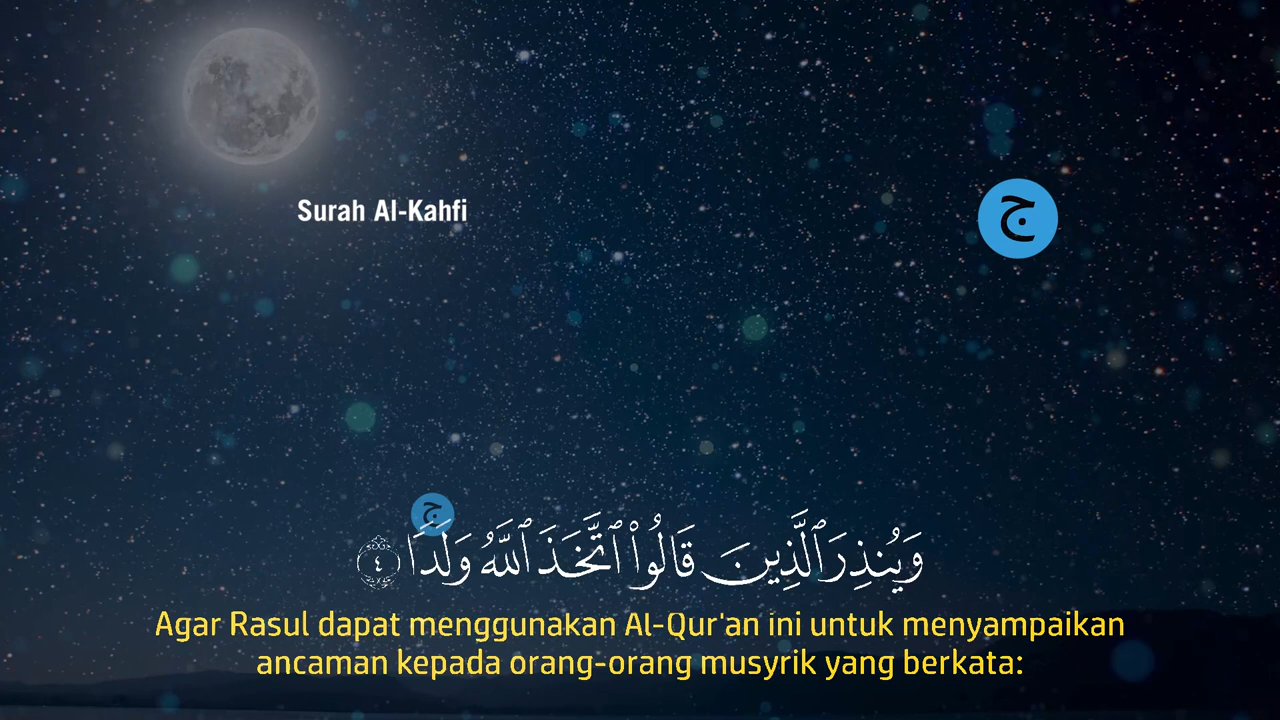 Surah Al-Kahfi
ج
ج
وَيُنذِرَ ٱلَّذِينَ قَالُوا۟ ٱتَّخَذَ ٱللَّهُ وَلَدًا ٤
Agar Rasul dapat menggunakan Al-Qur'an ini untuk menyampaikan
ancaman kepada orang-orang musyrik yang berkata: